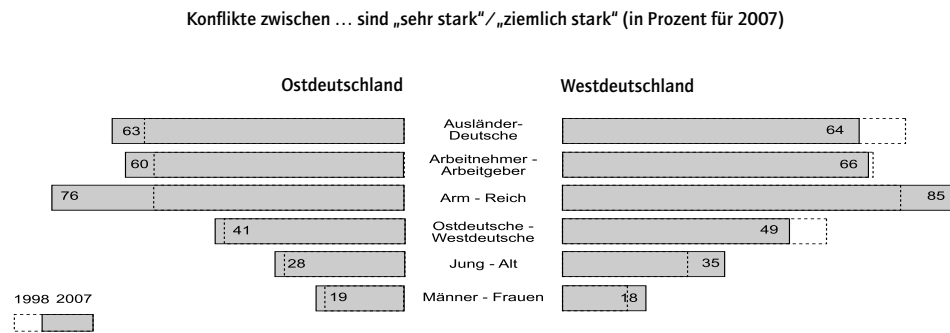 Konflikte zwischen … sind „sehr stark“/„ziemlich stark“ (in Prozent für 2007)
Ostdeutschland
Westdeutschland
63
Ausländer-
Deutsche
64
60
Arbeitnehmer -
Arbeitgeber
66
76
Arm - Reich
85
41
Ostdeutsche -
Westdeutsche
49
28
Jung - Alt
35
19
Männer - Frauen
18
1998 2007